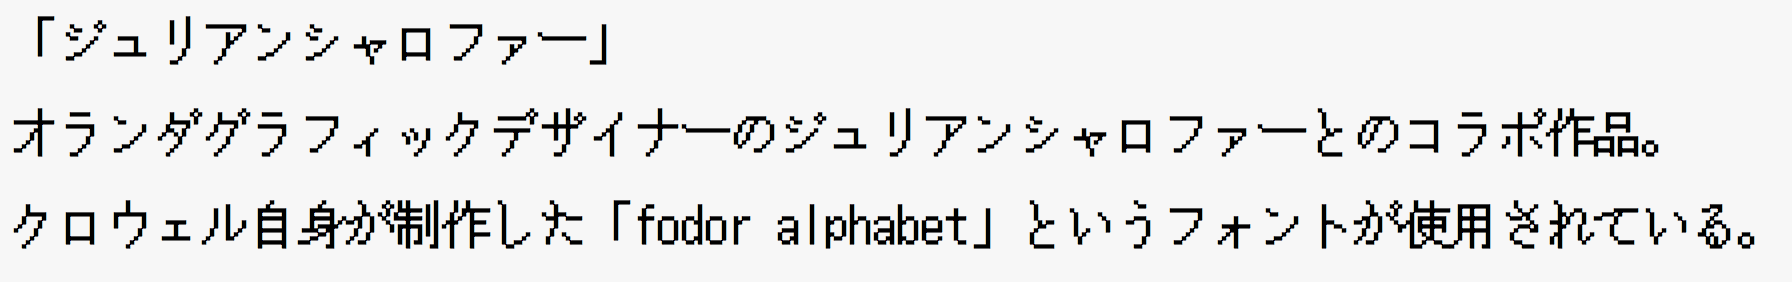 「ジュリアンシャロファー」
オランダグラフィックデザイナーのジュリアンシャロファーとのコラボ作品。
クロウェル自身が制作した「fodor alphabet」というフォントが使用されている。